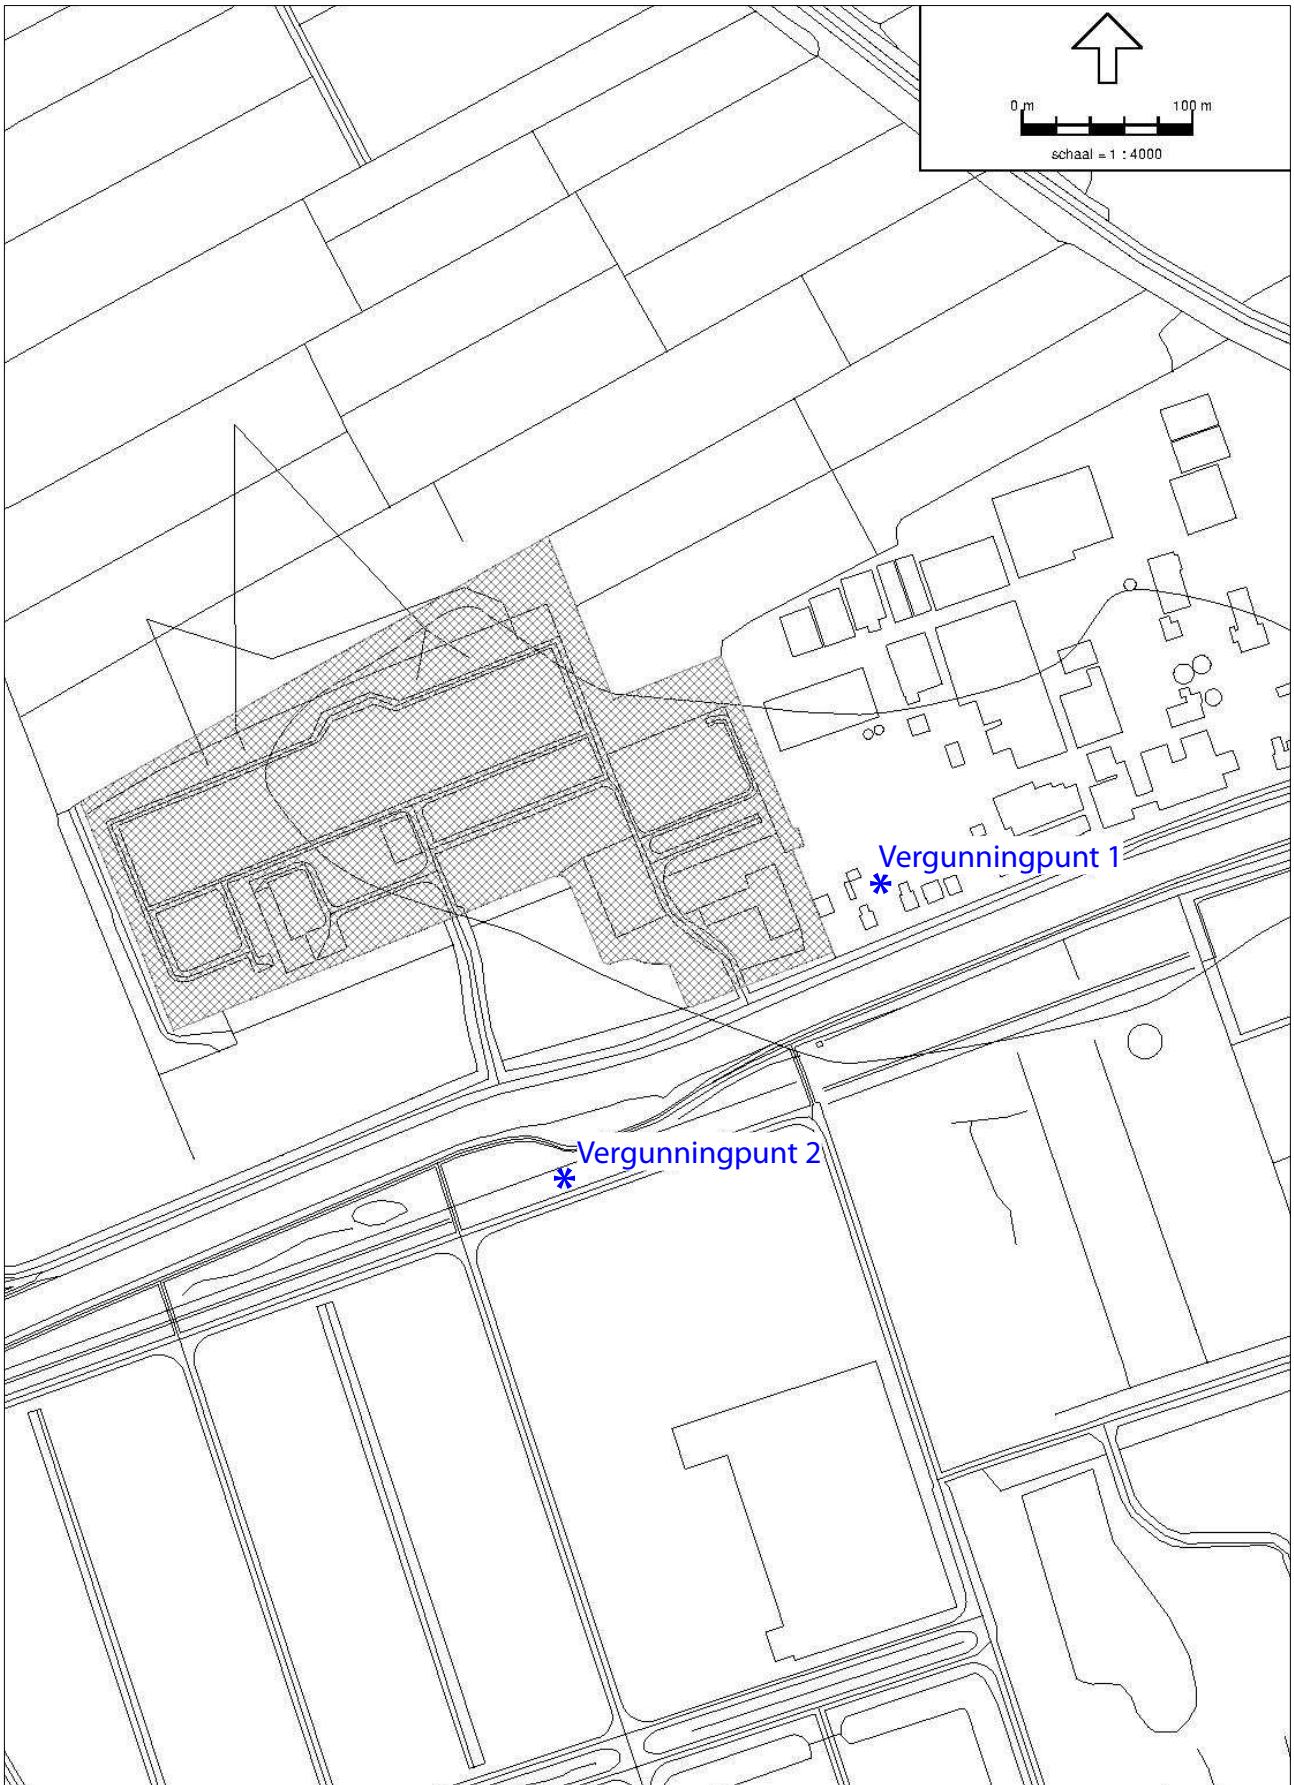 0 m 100 m
schaal = 1 : 4000
Vergunningpunt 1
*
Vergunningpunt 2
*